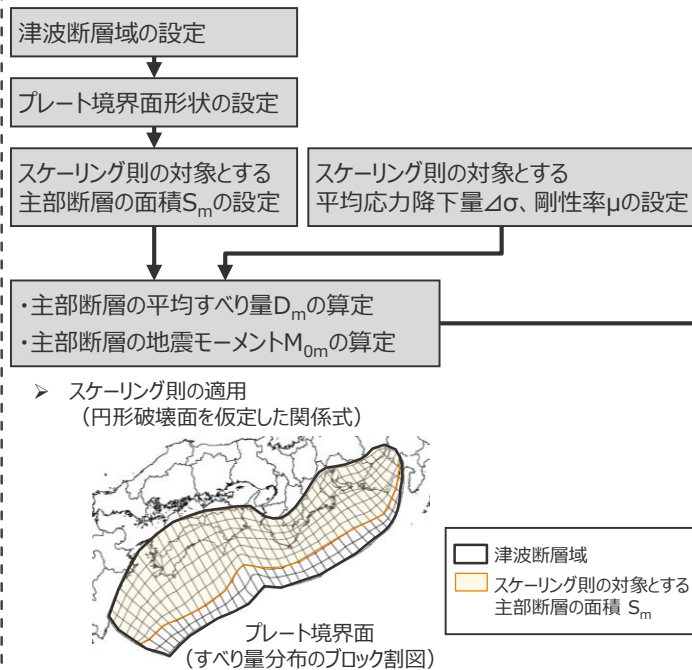 津波断層域の設定
プレート境界面形状の設定
スケーリング則の対象とする
主部断層の面積Smの設定
スケーリング則の対象とする
平均応力降下量⊿σ、剛性率μの設定
・主部断層の平均すべり量Dmの算定
・主部断層の地震モーメントM0mの算定
➢ スケーリング則の適用
（円形破壊面を仮定した関係式）
津波断層域
スケーリング則の対象とする
主部断層の面積 Sm
プレート境界面
（すべり量分布のブロック割図）